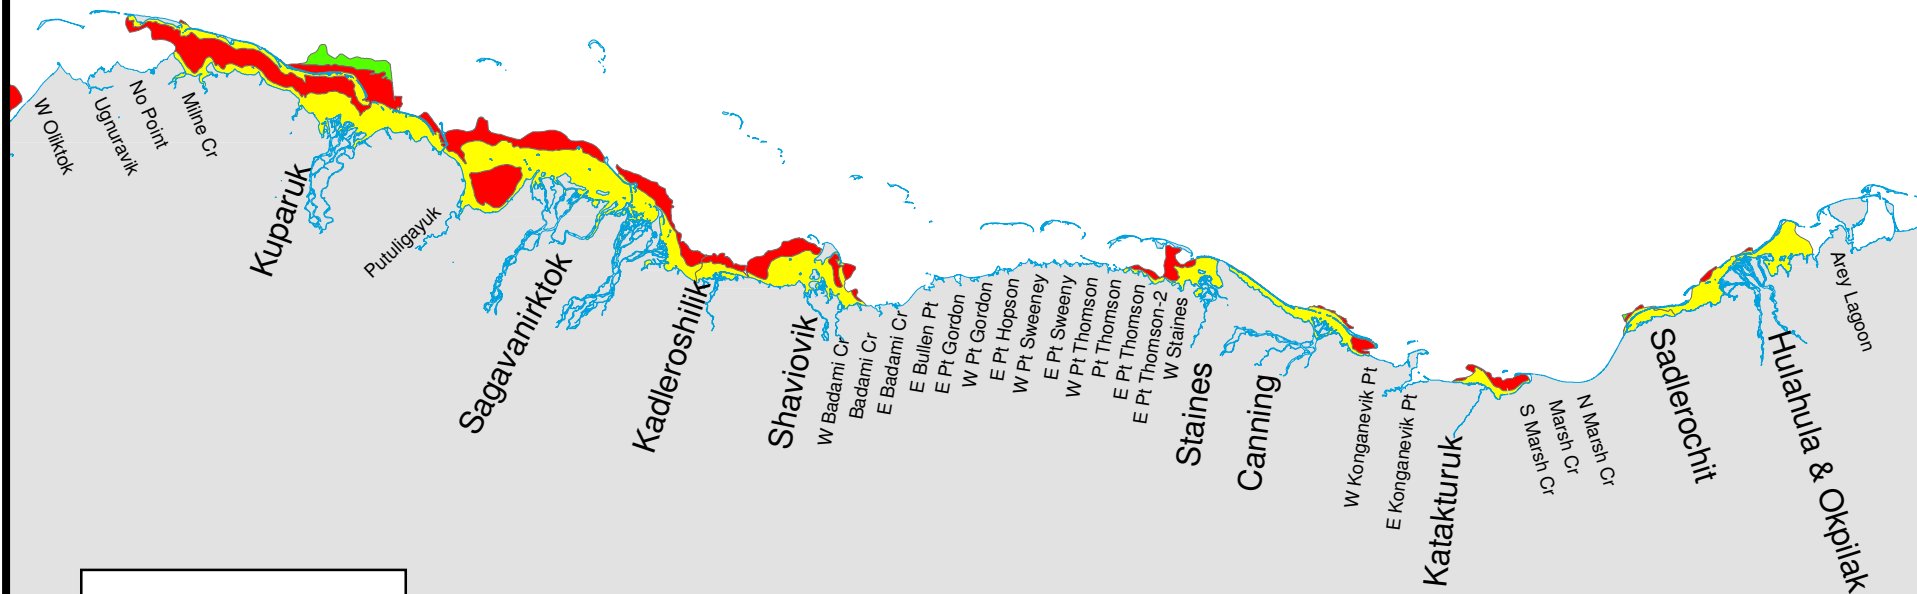 W Oliktok
Ugnuravik
No Point
Milne Cr
Kuparuk
Putuligayuk
Sagavanirktok
Kadleroshilik
Shaviovik
W Badami Cr
Badami Cr
E Badami Cr
E Bullen Pt
E Pt Gordon
W Pt Gordon
E Pt Hopson
W Pt Sweeney
E Pt Sweeny
W Pt Thomson
Pt Thomson
E Pt Thomson
E Pt Thomson-2
W Staines
Staines
Canning
W Konganevik Pt
E Konganevik Pt
Katakturuk
S Marsh Cr
Marsh Cr
N Marsh Cr
Sadlerochit
Hulahula & Okpilak
Arey Lagoon